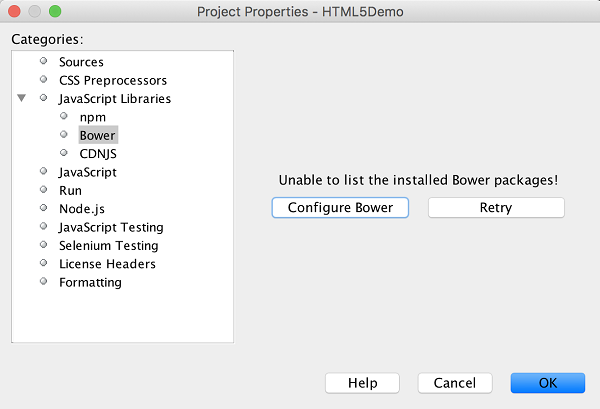 Project Properties - HTML5Demo
Categories:
Sources
CSS Preprocessors
JavaScript Libraries
npm
Bower
CDNJS
JavaScript
Run
Node.js
JavaScript Testing
Selenium Testing
License Headers
Formatting
Unable to list the installed Bower packages!
Configure Bower Retry
Help Cancel OK